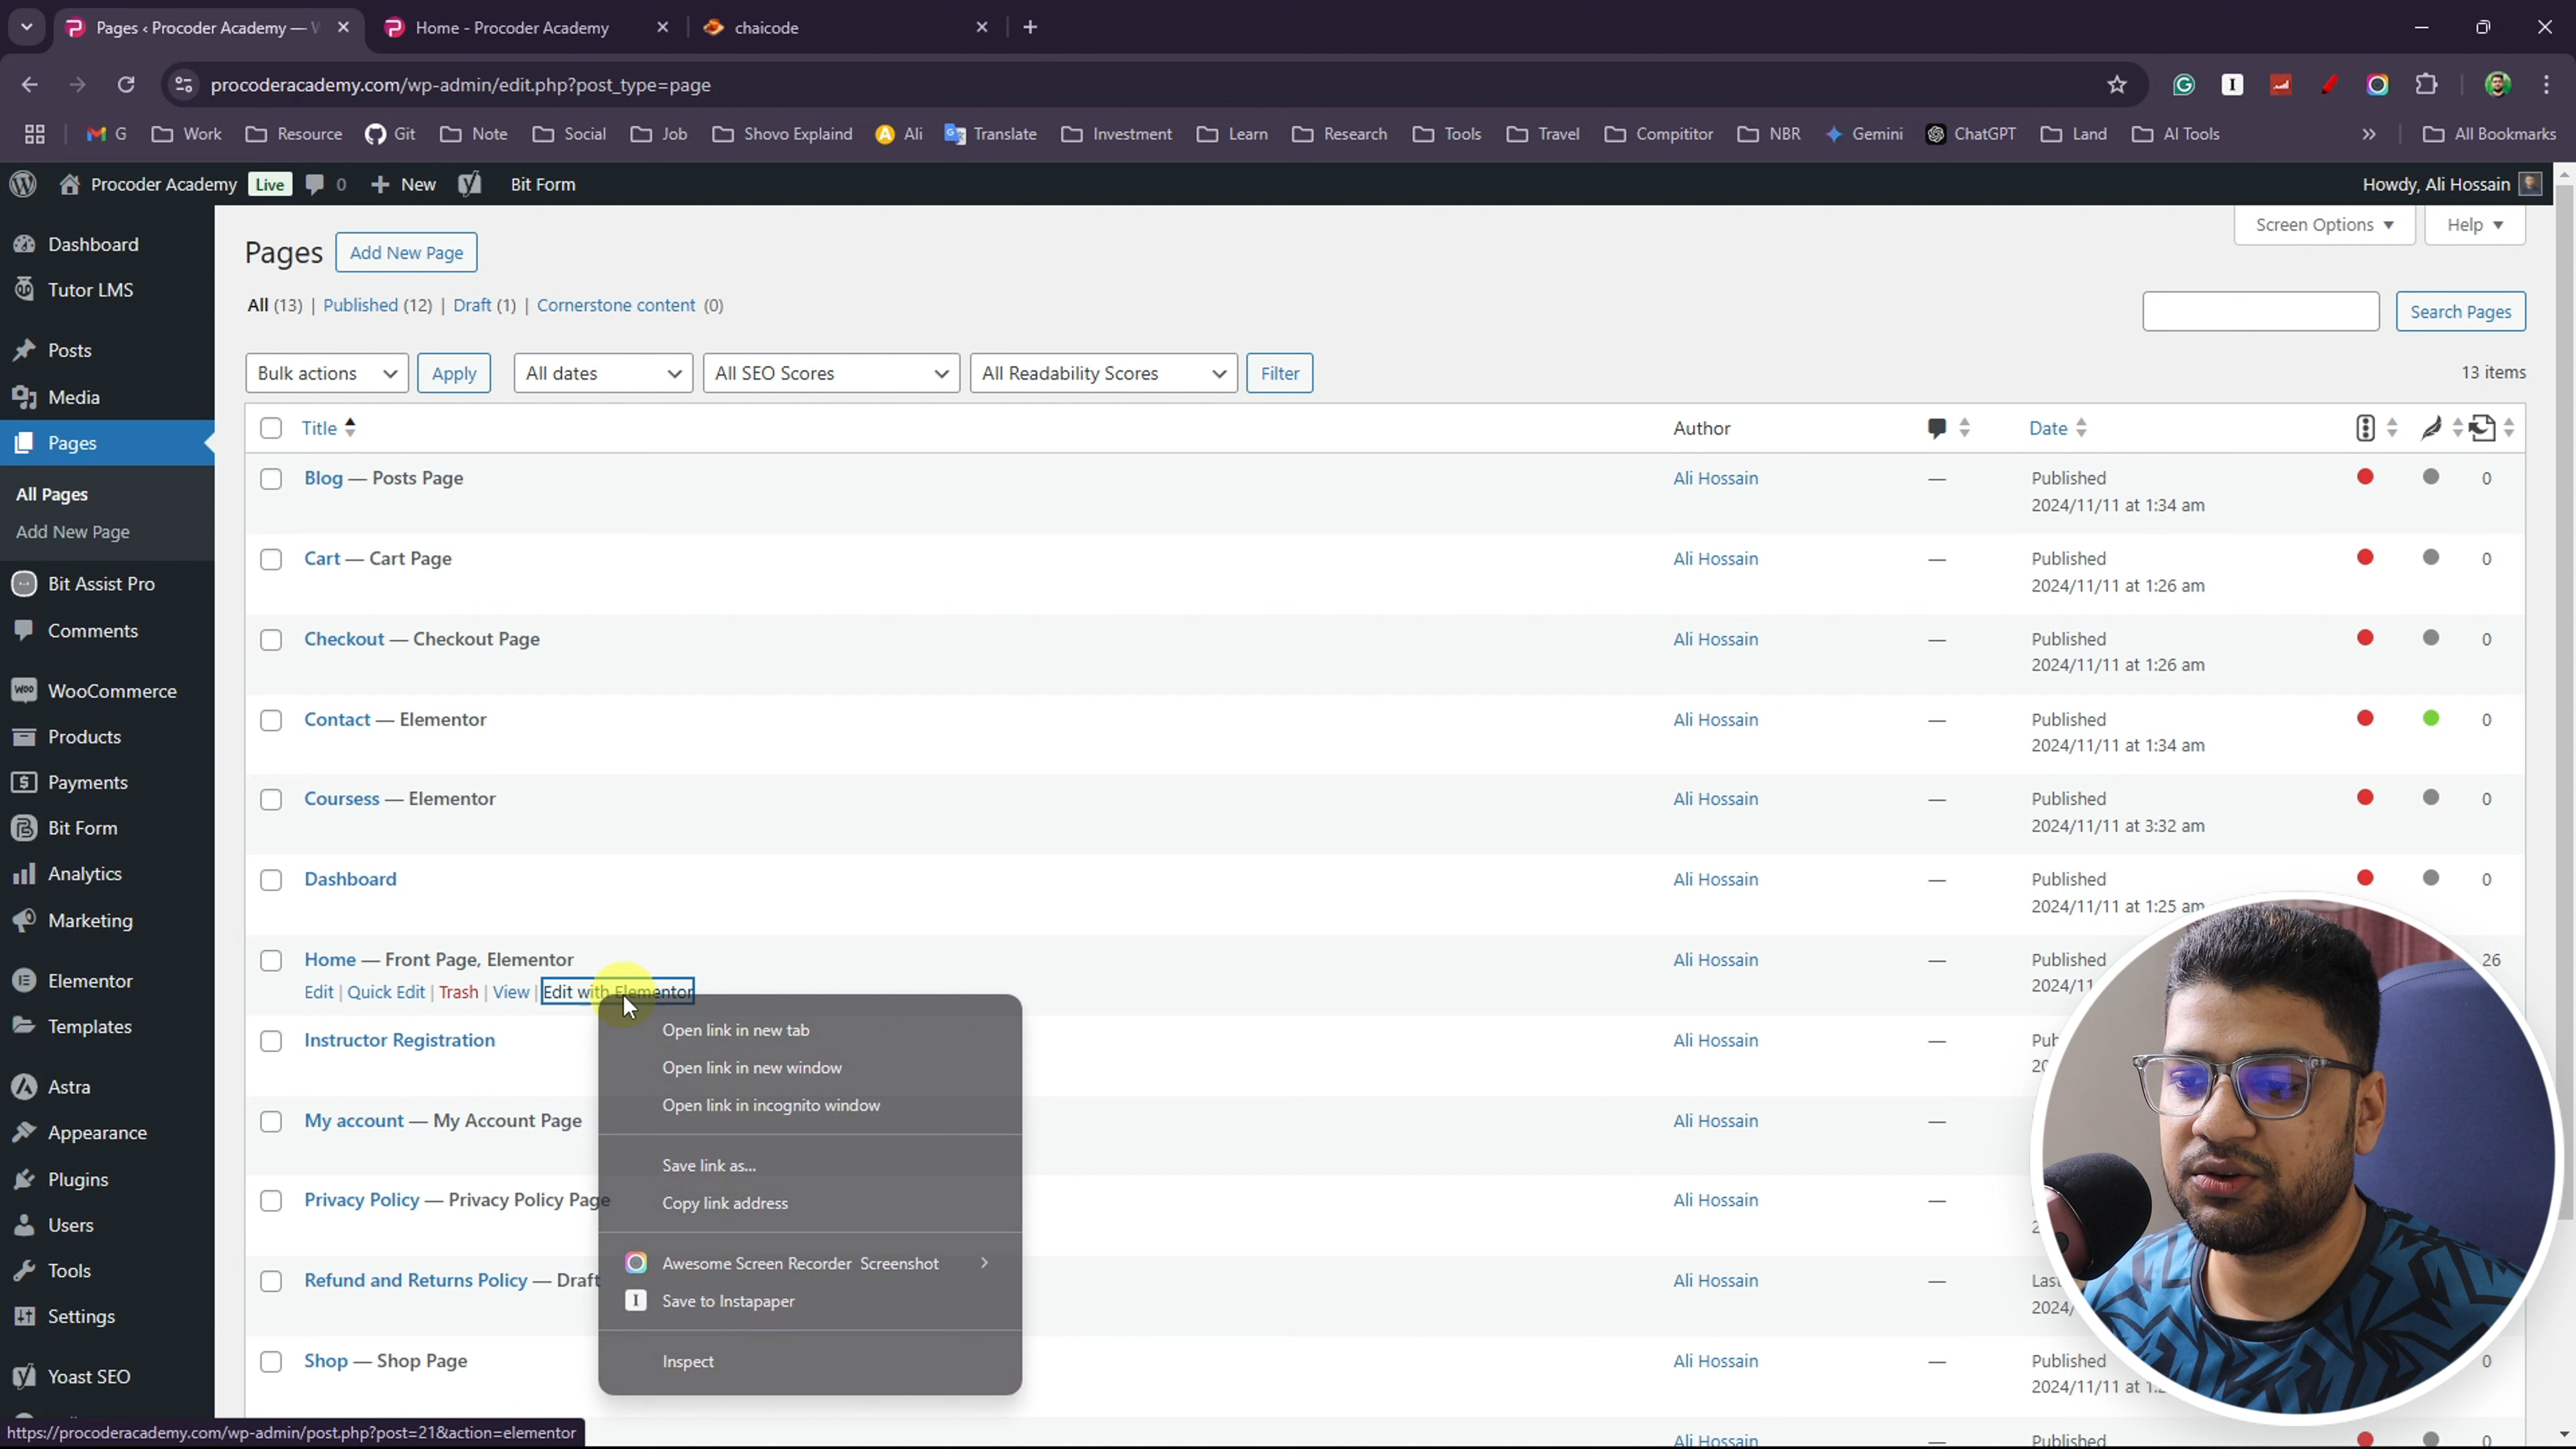 Pages ‹ Procoder Academy —
Home - Procoder Academy
chaicode
procoderacademy.com/wp-admin/edit.php?post_type=page
G
Work
Resource
Git
Note
Social
Job
Shovo Explaind
Ali
Translate
Investment
Learn
Research
Tools
Travel
Compititor
NBR
Gemini
ChatGPT
Land
AI Tools
»
All Bookmarks
Procoder Academy Live 0 + New Bit Form
Howdy, Ali Hossain
Dashboard
Tutor LMS
Posts
Media
Pages
All Pages
Add New Page
Bit Assist Pro
Comments
WooCommerce
Products
Payments
Bit Form
Analytics
Marketing
Elementor
Templates
Astra
Appearance
Plugins
Users
Tools
Settings
Yoast SEO
Screen Options
Help
Pages Add New Page
All (13) | Published (12) | Draft (1) | Cornerstone content (0)
Search Pages
Bulk actions Apply All dates All SEO Scores All Readability Scores Filter
13 items
Title Author Date
Blog — Posts Page Ali Hossain — Published 0
2024/11/11 at 1:34 am
Cart — Cart Page Ali Hossain — Published 0
2024/11/11 at 1:26 am
Checkout — Checkout Page Ali Hossain — Published 0
2024/11/11 at 1:26 am
Contact — Elementor Ali Hossain — Published 0
2024/11/11 at 1:34 am
Coursess — Elementor Ali Hossain — Published 0
2024/11/11 at 3:32 am
Dashboard Ali Hossain — Published 0
2024/11/11 at 1:25 am
Home — Front Page, Elementor Ali Hossain — Published 26
Edit | Quick Edit | Trash | View | Edit with Elementor
Instructor Registration Ali Hossain —
My account — My Account Page Ali Hossain —
Privacy Policy — Privacy Policy Page Ali Hossain —
Refund and Returns Policy — Draft Ali Hossain —
Shop — Shop Page Ali Hossain — Published 0
2024/11/11 at
Ali Hossain — Published 0
Open link in new tab
Open link in new window
Open link in incognito window
Save link as...
Copy link address
Awesome Screen Recorder Screenshot
Save to Instapaper
Inspect
https://procoderacademy.com/wp-admin/post.php?post=21&action=elementor